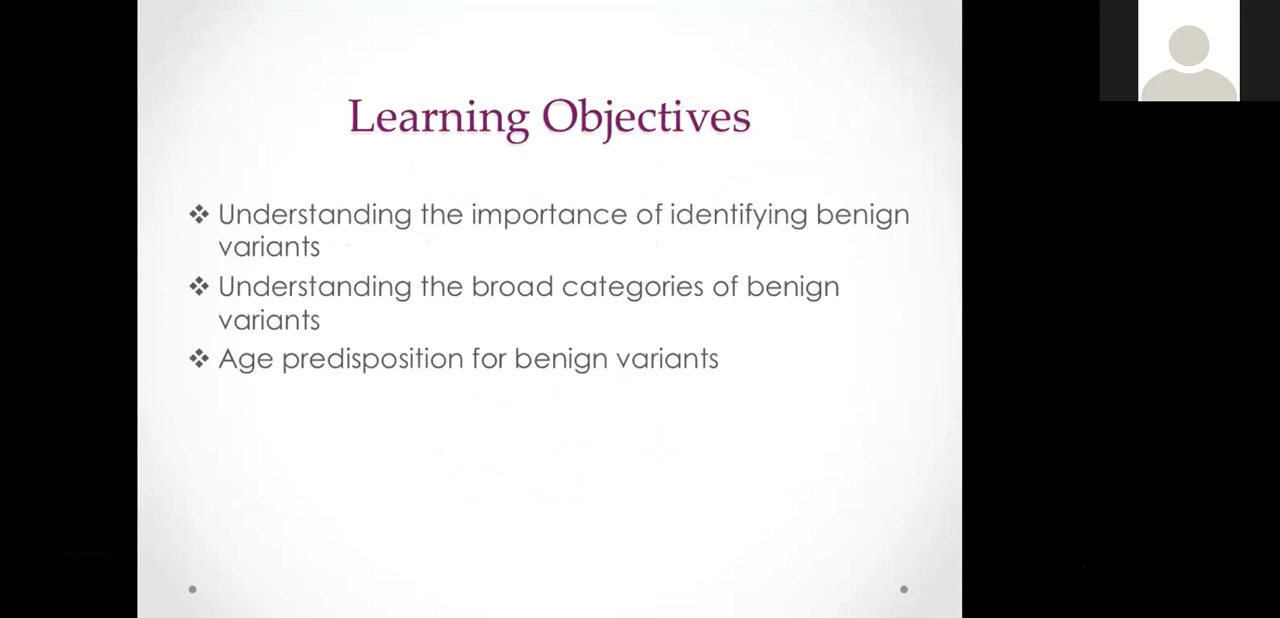 Learning Objectives
❖ Understanding the importance of identifying benign
variants
❖ Understanding the broad categories of benign
variants
❖ Age predisposition for benign variants